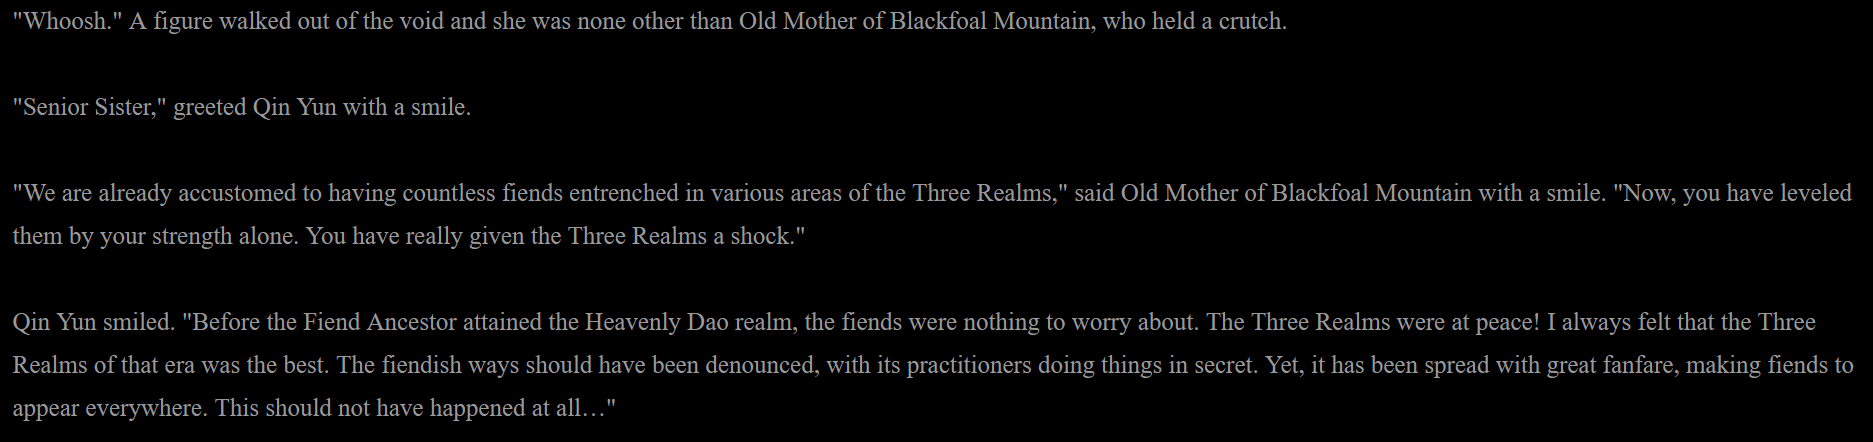 "Whoosh." A figure walked out of the void and she was none other than Old Mother of Blackfoal Mountain, who held a crutch.
"Senior Sister," greeted Qin Yun with a smile.
"We are already accustomed to having countless fiends entrenched in various areas of the Three Realms," said Old Mother of Blackfoal Mountain with a smile. "Now, you have leveled
them by your strength alone. You have really given the Three Realms a shock."
Qin Yun smiled. "Before the Fiend Ancestor attained the Heavenly Dao realm, the fiends were nothing to worry about. The Three Realms were at peace! I always felt that the Three
Realms of that era was the best. The fiendish ways should have been denounced, with its practitioners doing things in secret. Yet, it has been spread with great fanfare, making fiends to
appear everywhere. This should not have happened at all…"